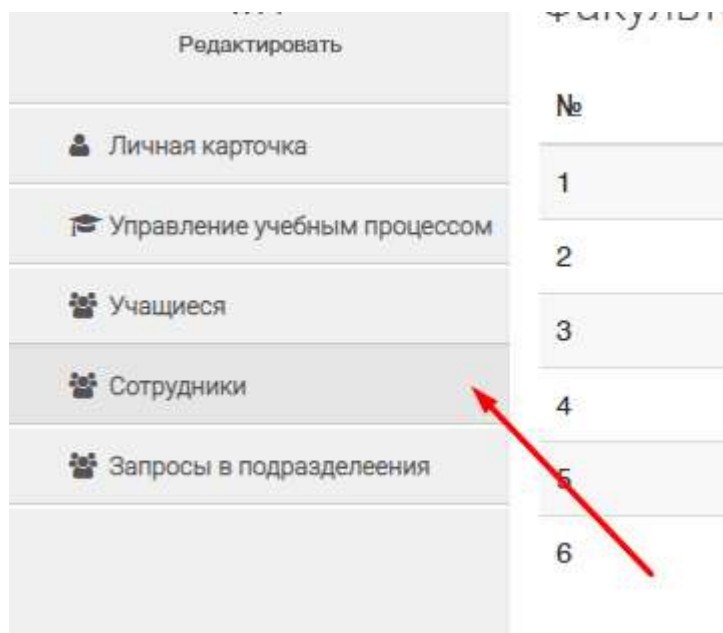 Редактировать
Личная карточка
Управление учебным процессом
Учащиеся
Сотрудники
Запросы в подразделеения
№
1
2
3
4
5
6